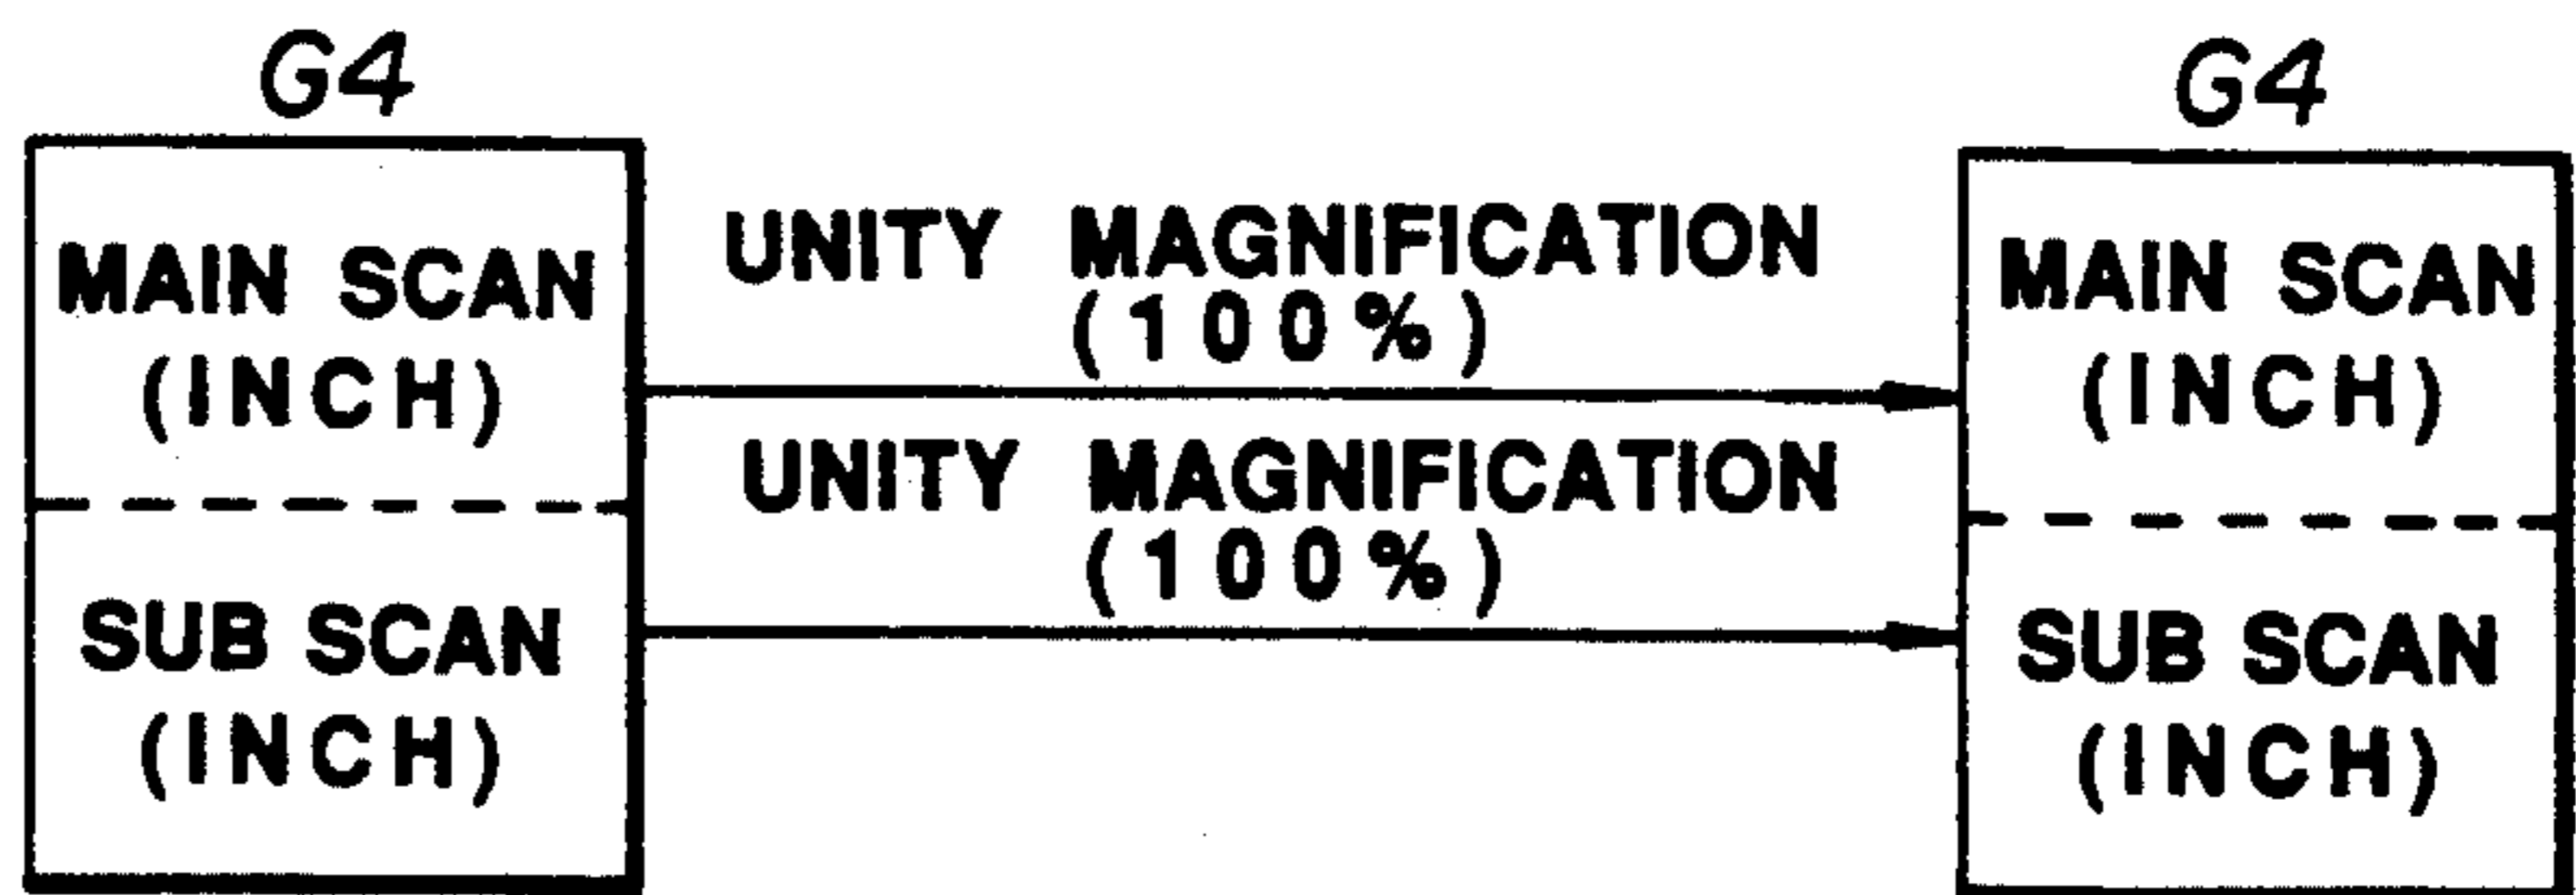 G4
MAIN SCAN
(INCH)
SUB SCAN
(INCH)
UNITY MAGNIFICATION
(100%)
UNITY MAGNIFICATION
(100%)
G4
MAIN SCAN
(INCH)
SUB SCAN
(INCH)